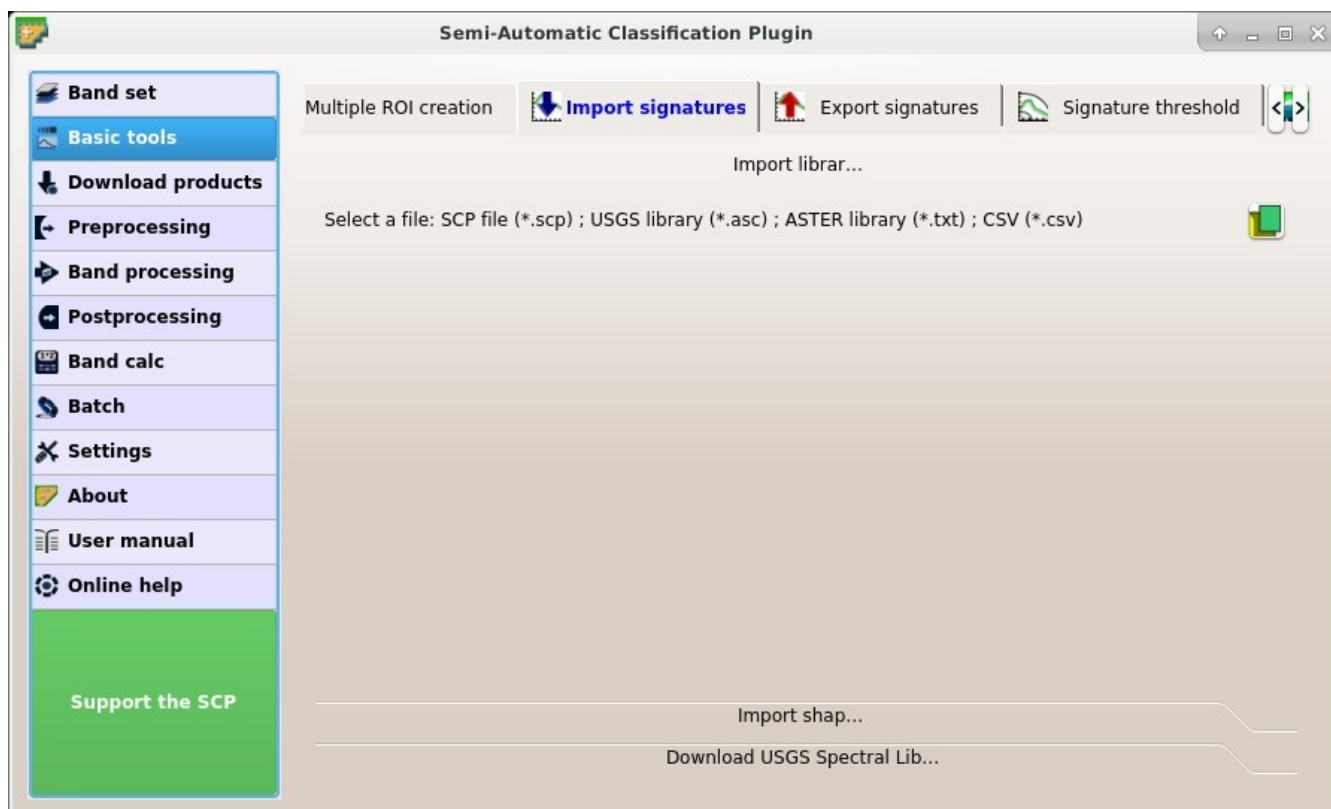 Semi-Automatic Classification Plugin
Band set
Basic tools
Download products
Preprocessing
Band processing
Postprocessing
Band calc
Batch
Settings
About
User manual
Online help
Support the SCP
Multiple ROI creation
Import signatures
Export signatures
Signature threshold
Import librar...
Select a file: SCP file (*.scp) ; USGS library (*.asc) ; ASTER library (*.txt) ; CSV (*.csv)
Import shap...
Download USGS Spectral Lib...